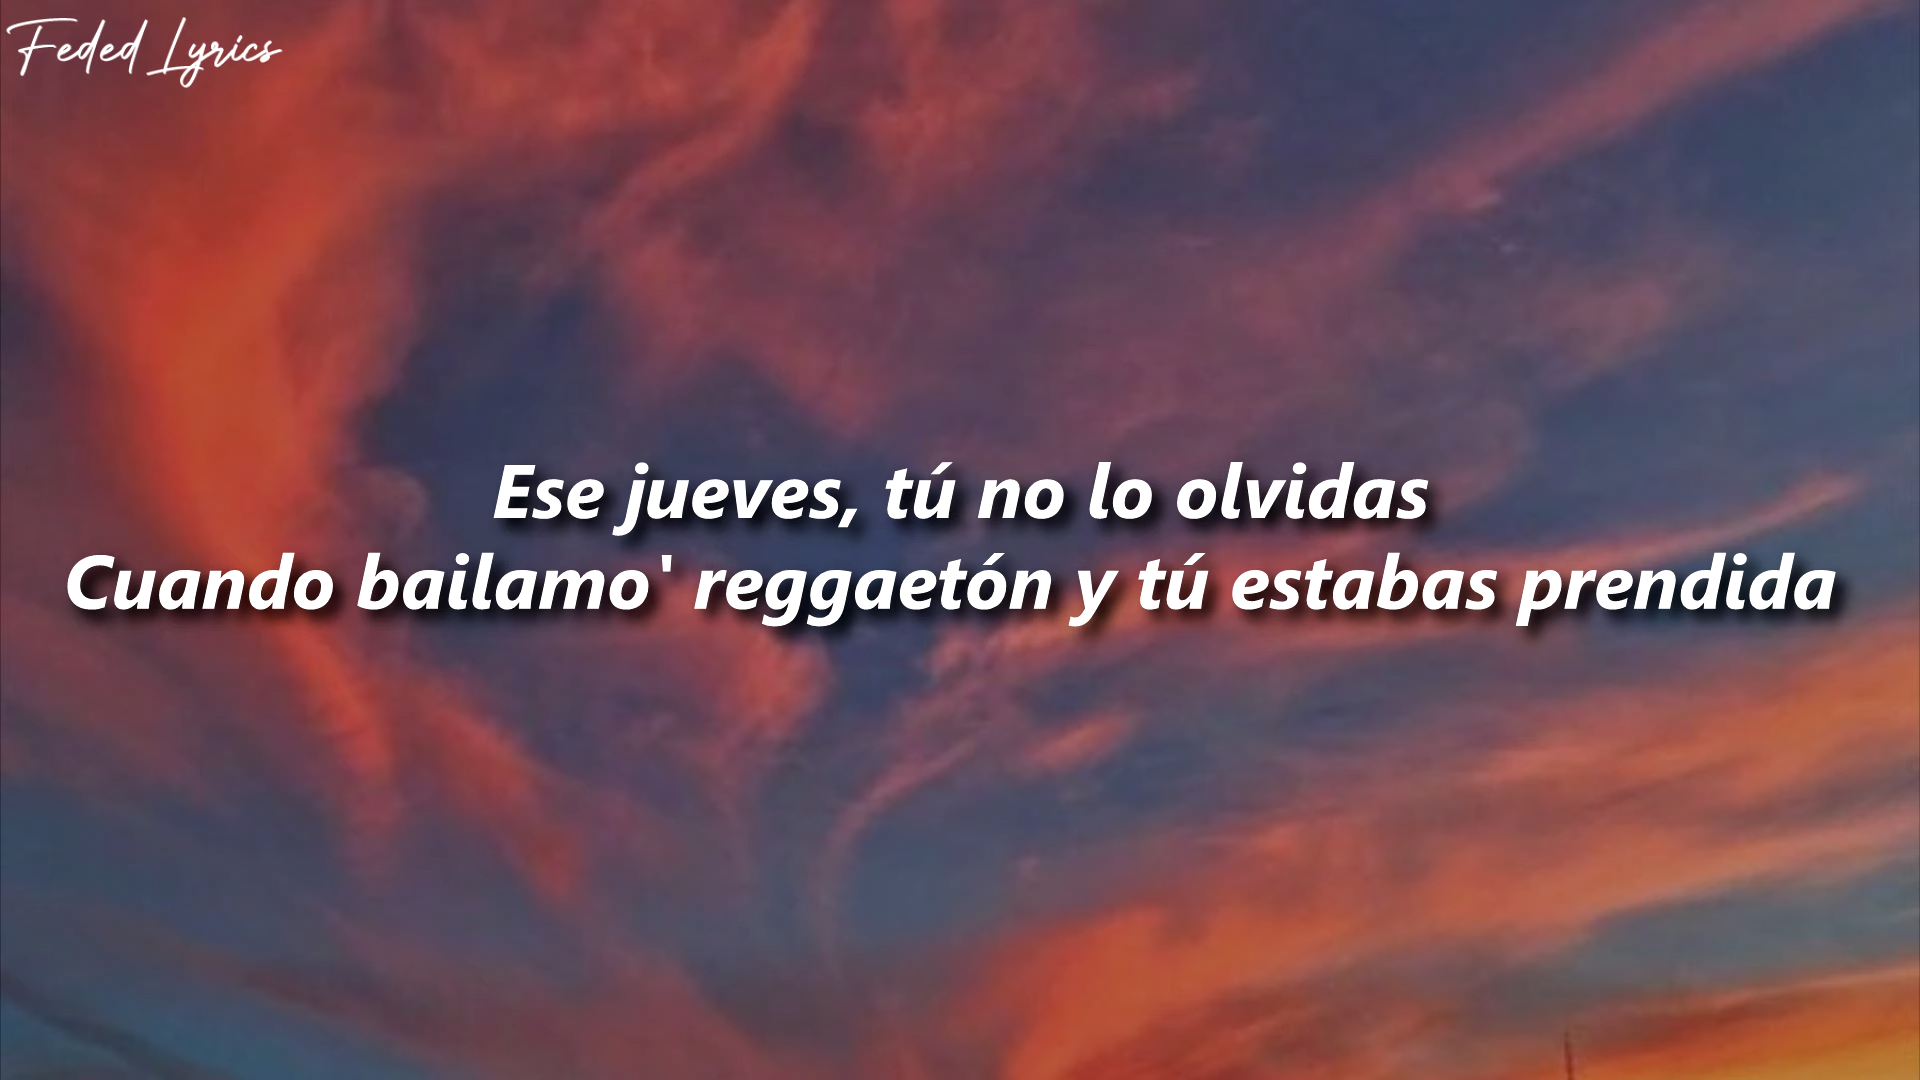 Feded Lyrics
Ese jueves, tú no lo olvidas
Cuando bailamo' reggaetón y tú estabas prendida